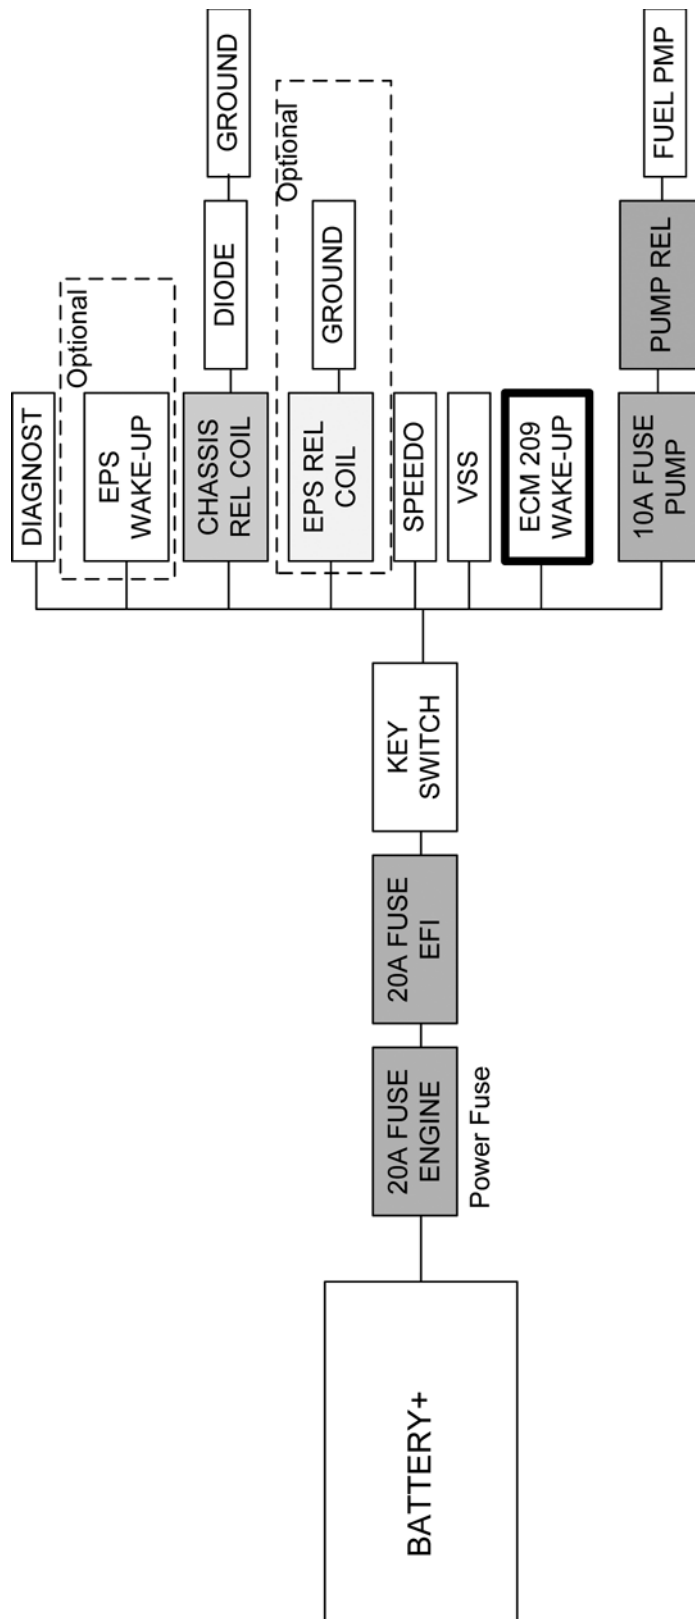 BATTERY+
20A FUSE
ENGINE
Power Fuse
20A FUSE
EFI
KEY
SWITCH
DIAGNOST
EPS
WAKE-UP
Optional
CHASSIS
REL COIL
DIODE
GROUND
EPS REL
COIL
GROUND
Optional
SPEEDO
VSS
ECM 209
WAKE-UP
10A FUSE
PUMP
PUMP REL
FUEL PMP